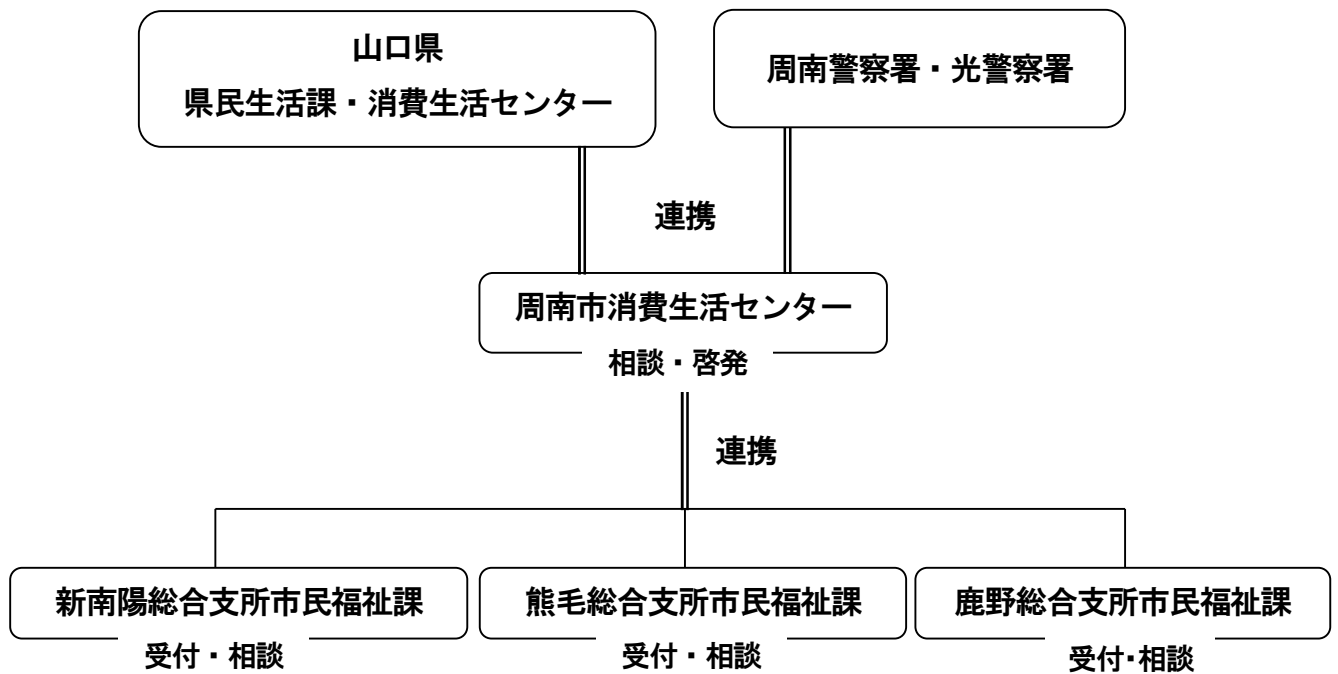 山口県
県民生活課・消費生活センター
周南警察署・光警察署
連携
周南市消費生活センター
相談・啓発
連携
新南陽総合支所市民福祉課
受付・相談
熊毛総合支所市民福祉課
受付・相談
鹿野総合支所市民福祉課
受付・相談